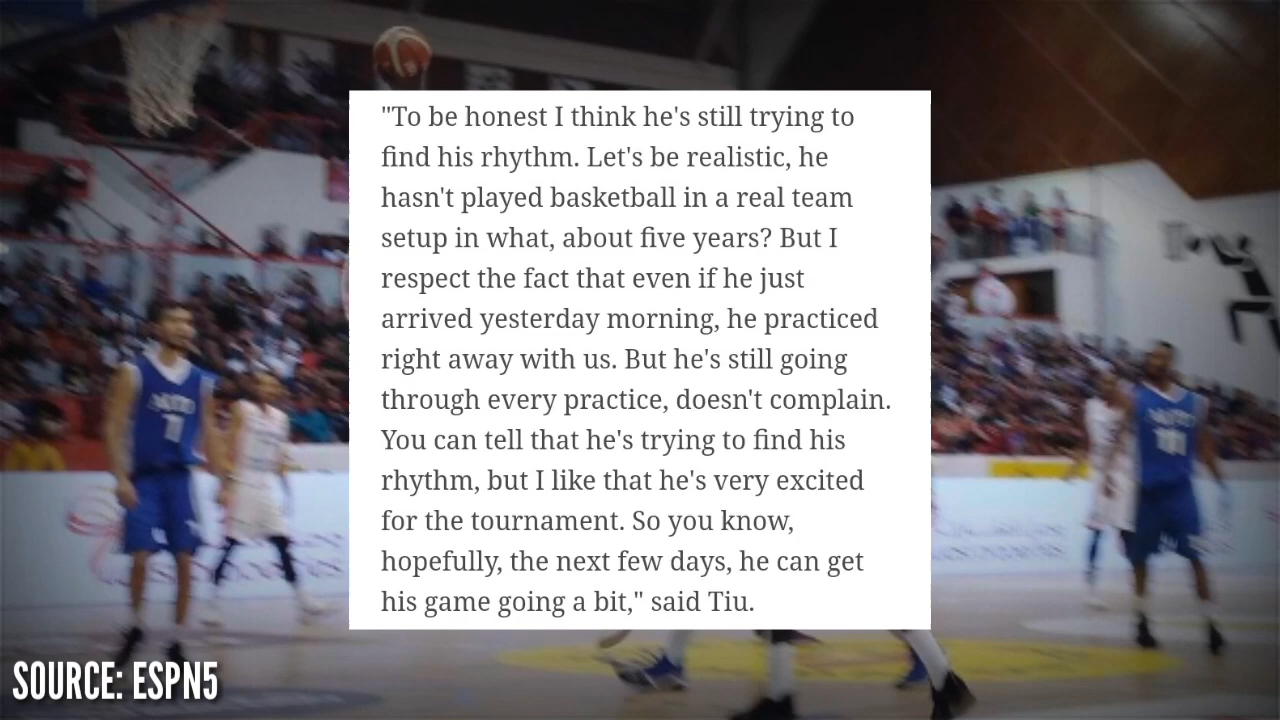 "To be honest I think he's still trying to
find his rhythm. Let's be realistic, he
hasn't played basketball in a real team
setup in what, about five years? But I
respect the fact that even if he just
arrived yesterday morning, he practiced
right away with us. But he's still going
through every practice, doesn't complain.
You can tell that he's trying to find his
rhythm, but I like that he's very excited
for the tournament. So you know,
hopefully, the next few days, he can get
his game going a bit," said Tiu.
SOURCE: ESPN5